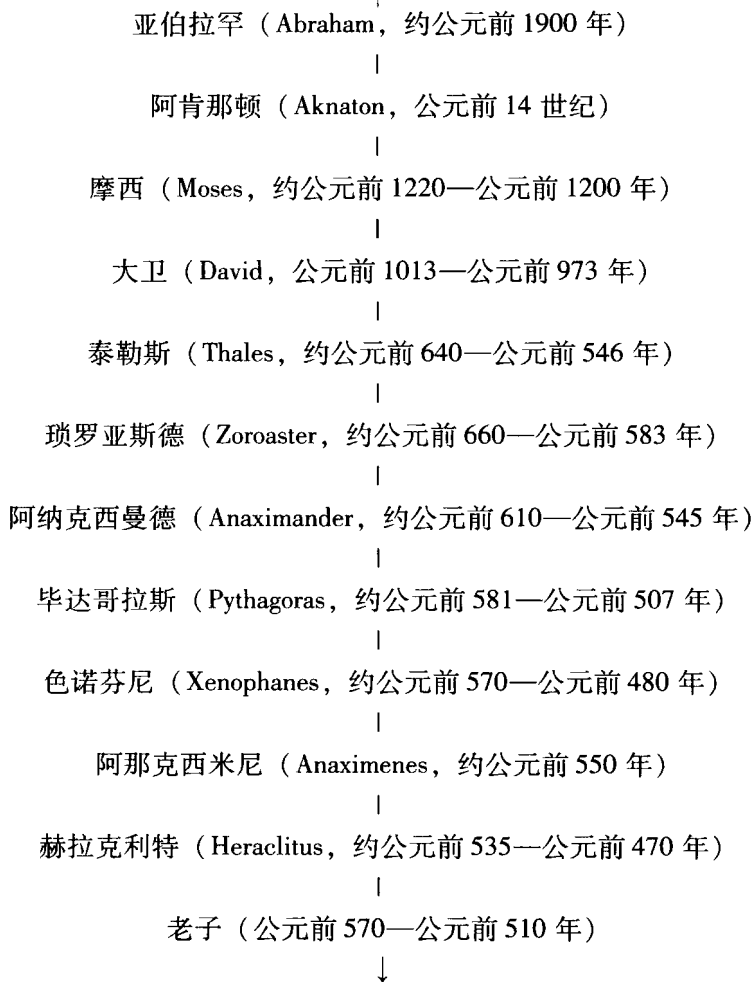 亚伯拉罕（Abraham，约公元前 1900 年）
阿肯那顿（Aknaton，公元前 14 世纪）
摩西（Moses，约公元前 1220—公元前 1200 年）
大卫（David，公元前 1013—公元前 973 年）
泰勒斯（Thales，约公元前 640—公元前 546 年）
琐罗亚斯德（Zoroaster，约公元前 660—公元前 583 年）
阿纳克西曼德（Anaximander，约公元前 610—公元前 545 年）
毕达哥拉斯（Pythagoras，约公元前 581—公元前 507 年）
色诺芬尼（Xenophanes，约公元前 570—公元前 480 年）
阿那克西米尼（Anaximenes，约公元前 550 年）
赫拉克利特（Heraclitus，约公元前 535—公元前 470 年）
老子（公元前 570—公元前 510 年）